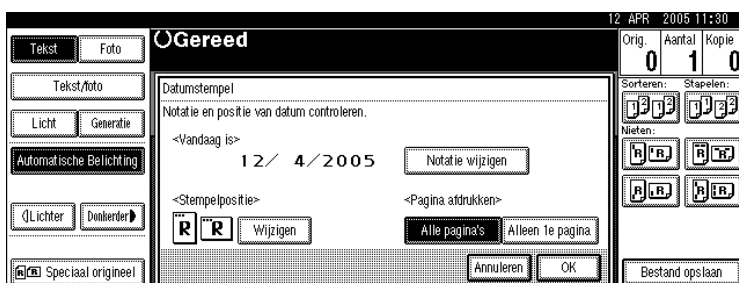 12 APR 2005 11:30
Tekst Foto
Tekst/foto
Licht Generatie
Automatische Belichting
Lichter Donkerder
Speciaal origineel
Gereed
Datumstempel
Notatie en positie van datum controleren.
<Vandaag is>
12/ 4/2005 Notatie wijzigen
<Stempelpositie> <Pagina afdrukken>
R R Wijzigen Alle pagina's Alleen 1e pagina
Annuleren OK
Orig. Aantal Kopie
0 1 0
Sorteren: Stapelen:
Nieten:
Bestand opslaan